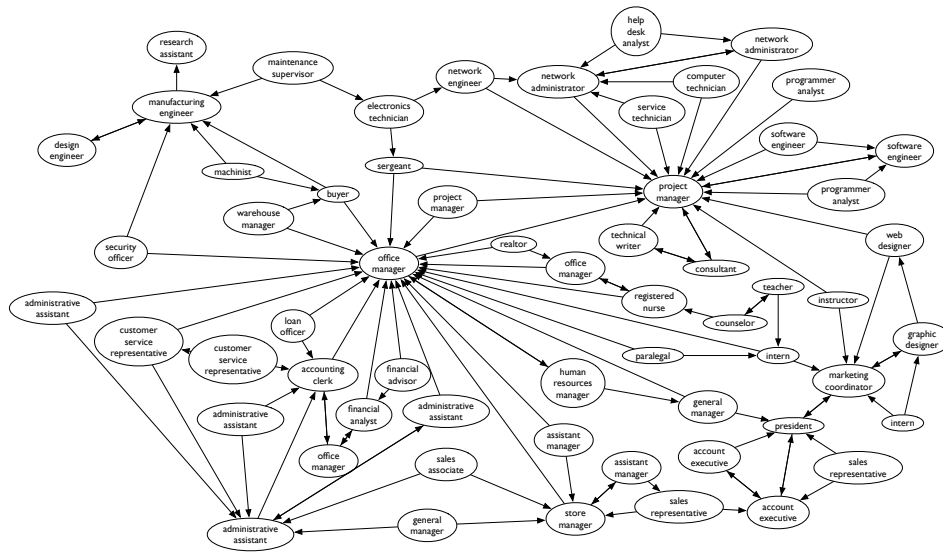 help
desk
analyst
network
administrator
research
assistant
maintenance
supervisor
network
engineer
network
administrator
computer
technician
programmer
analyst
manufacturing
engineer
electronics
technician
service
technician
software
engineer
software
engineer
design
engineer
machinist
sergeant
buyer
project
manager
project
manager
programmer
analyst
warehouse
manager
security
officer
technical
writer
consultant
web
designer
realtor
office
manager
office
manager
registered
nurse
teacher
instructor
counselor
administrative
assistant
customer
service
representative
loan
officer
customer
service
representative
accounting
clerk
financial
advisor
human
resources
manager
paralegal
intern
graphic
designer
marketing
coordinator
financial
analyst
administrative
assistant
administrative
assistant
general
manager
president
intern
office
manager
assistant
manager
account
executive
sales
representative
sales
associate
assistant
manager
sales
representative
account
executive
administrative
assistant
general
manager
store
manager